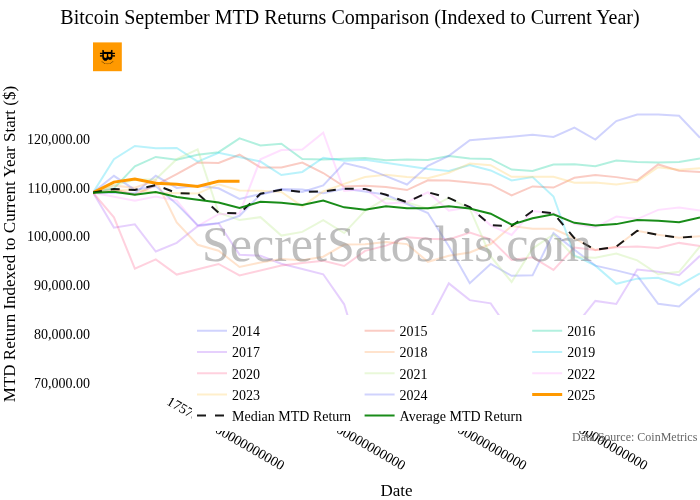 Bitcoin September MTD Returns Comparison (Indexed to Current Year)
MTD Return Indexed to Current Year Start ($)
120,000.00
110,000.00
100,000.00
90,000.00
80,000.00
70,000.00
SecretSatoshis.com
2014 2015 2016
2017 2018 2019
2020 2021 2022
2023 2024 2025
Median MTD Return Average MTD Return
Data Source: CoinMetrics
Date